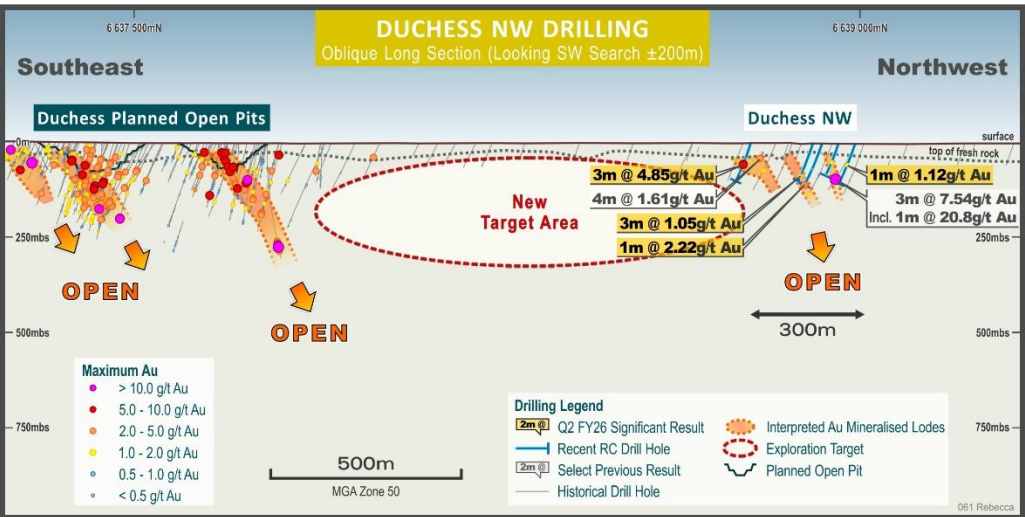 6 637 500mN
DUCHESS NW DRILLING
Oblique Long Section (Looking SW Search ±200m)
6 639 000mN
Southeast
Northwest
Duchess Planned Open Pits
Duchess NW
0m
surface
top of fresh rock
3m @ 4.85g/t Au
4m @ 1.61g/t Au
3m @ 1.05g/t Au
1m @ 2.22g/t Au
1m @ 1.12g/t Au
3m @ 7.54g/t Au
Incl. 1m @ 20.8g/t Au
New
Target Area
250mbs
250mbs
OPEN
OPEN
OPEN
300m
500mbs
500mbs
Maximum Au
> 10.0 g/t Au
5.0 - 10.0 g/t Au
2.0 - 5.0 g/t Au
1.0 - 2.0 g/t Au
0.5 - 1.0 g/t Au
< 0.5 g/t Au
750mbs
750mbs
500m
MGA Zone 50
Drilling Legend
2m @ Q2 FY26 Significant Result
Recent RC Drill Hole
2m @ Select Previous Result
Historical Drill Hole
Interpreted Au Mineralised Lodes
Exploration Target
Planned Open Pit
061 Rebecca